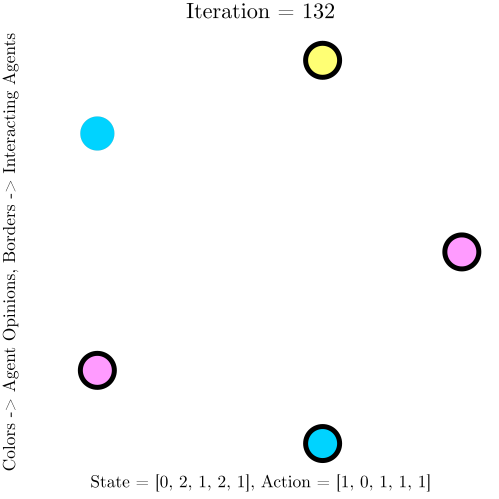 Iteration = 132
Colors -> Agent Opinions, Borders -> Interacting Agents
State = [0, 2, 1, 2, 1], Action = [1, 0, 1, 1, 1]